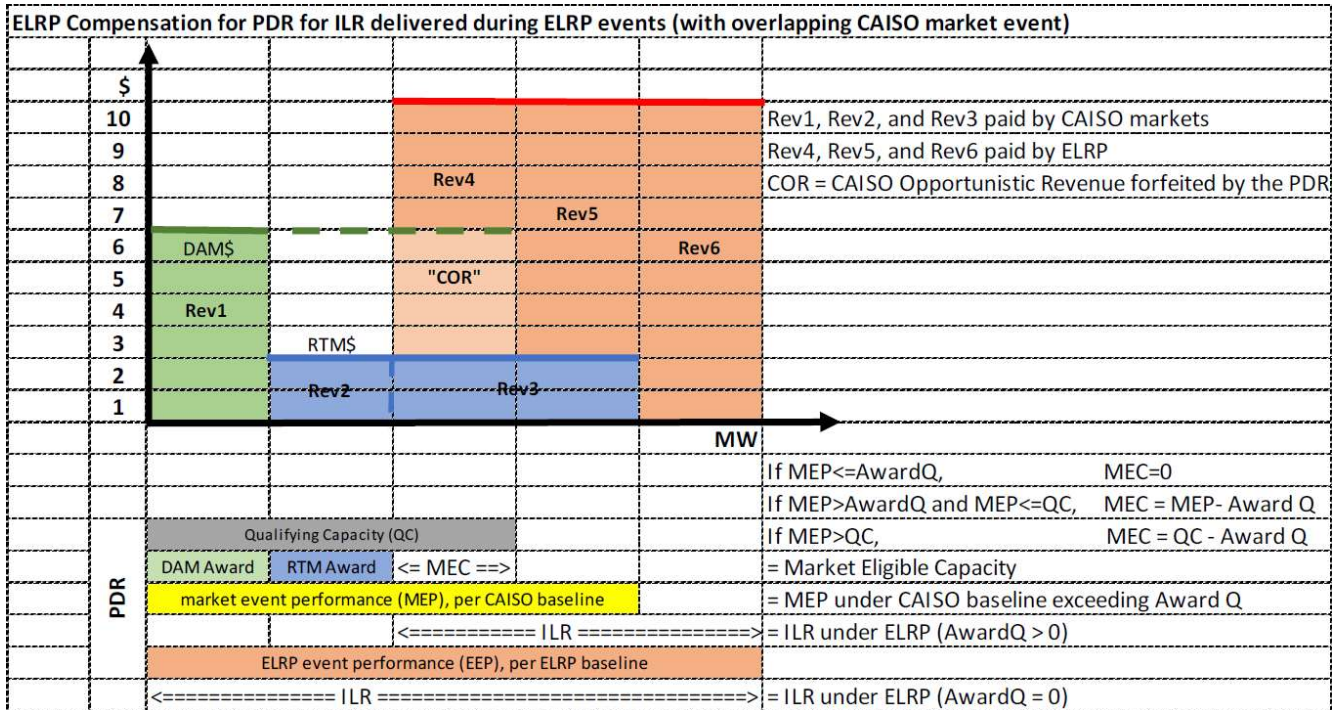 ELRP Compensation for PDR for ILR delivered during ELRP events (with overlapping CAISO market event)
$
10 Rev1, Rev2, and Rev3 paid by CAISO markets
9 Rev4, Rev5, and Rev6 paid by ELRP
8 Rev4 COR = CAISO Opportunistic Revenue forfeited by the PDR
7 Rev5
6 DAM$ Rev6
5 "COR"
4 Rev1
3 RTM$
2 Rev2 Rev3
1
MW
If MEP<=AwardQ, MEC=0
If MEP>AwardQ and MEP<=QC, MEC = MEP- Award Q
Qualifying Capacity (QC) If MEP>QC, MEC = QC - Award Q
DAM Award RTM Award <= MEC ==> = Market Eligible Capacity
PDR
market event performance (MEP), per CAISO baseline = MEP under CAISO baseline exceeding Award Q
<=========== ILR ===============> = ILR under ELRP (AwardQ > 0)
ELRP event performance (EEP), per ELRP baseline
<=============== ILR ==============================> = ILR under ELRP (AwardQ = 0)